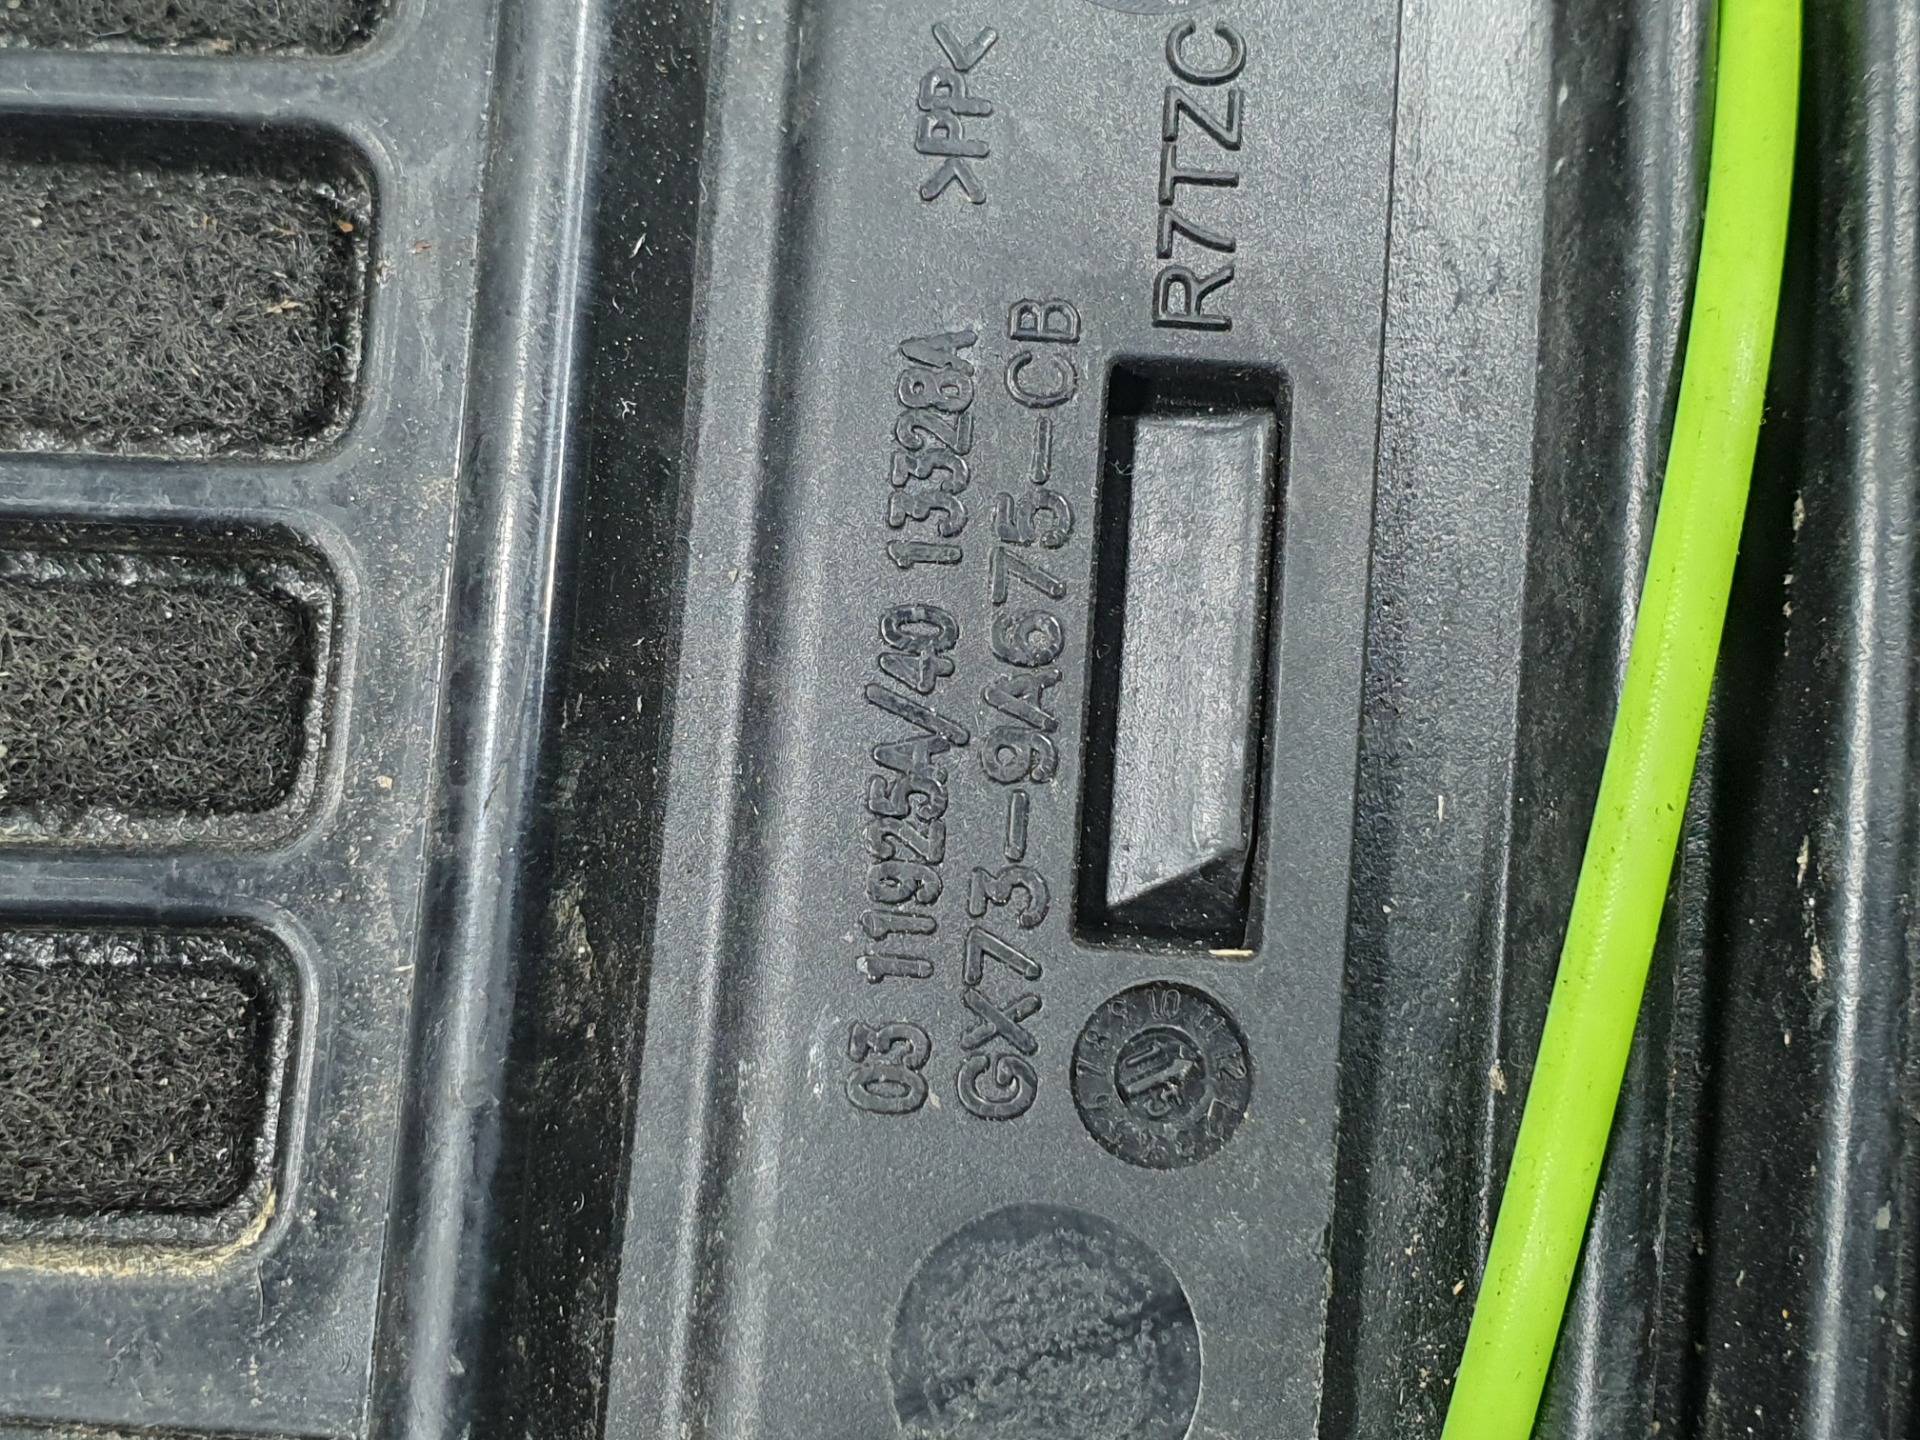 >PP<
03 11925A/40 13328A
GX73-9A675-CB
R7TZC